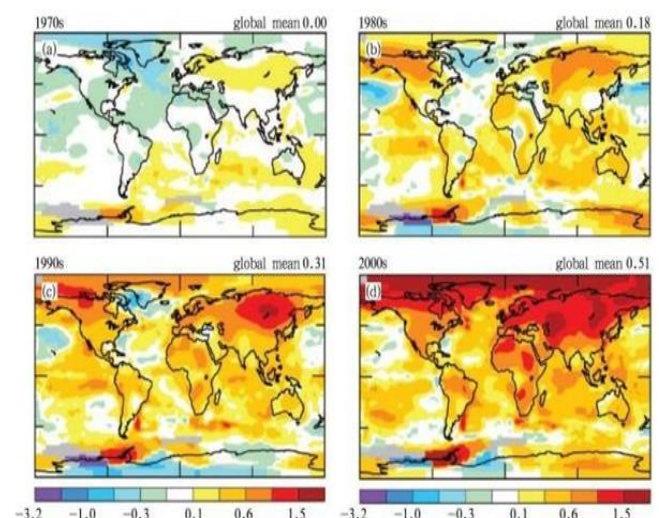 1970s global mean 0.00
(a)
1980s global mean 0.18
(b)
1990s global mean 0.31
(c)
2000s global mean 0.51
(d)
−3.2 −1.0 −0.3 0.1 0.6 1.5
−3.2 −1.0 −0.3 0.1 0.6 1.5